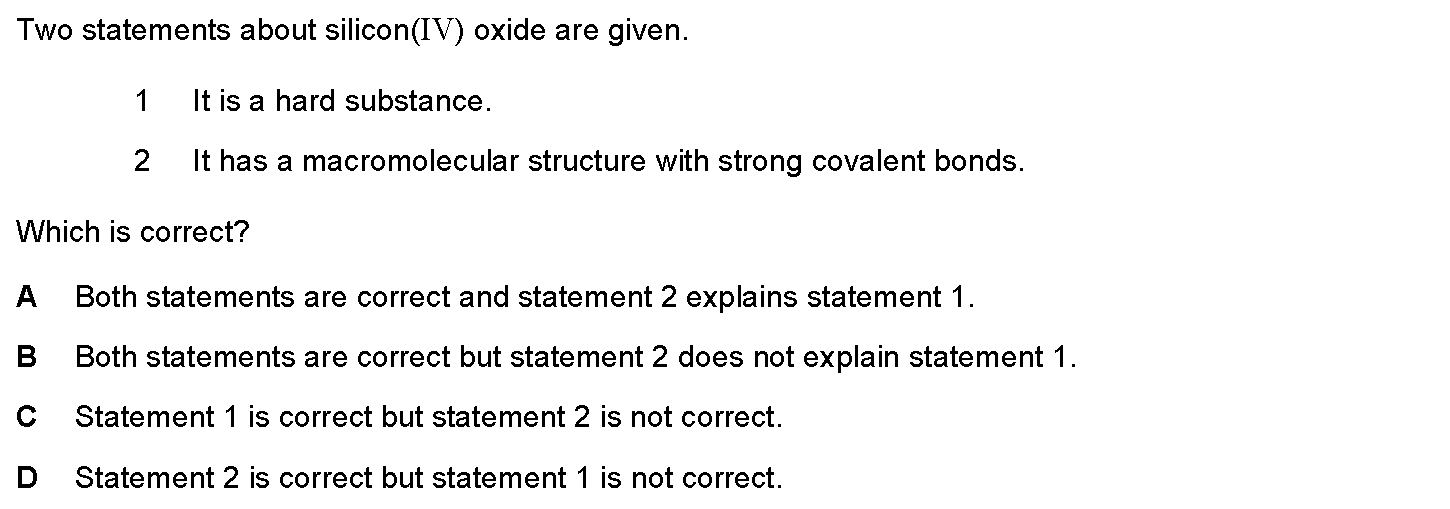 Two statements about silicon(IV) oxide are given.
1 It is a hard substance.
2 It has a macromolecular structure with strong covalent bonds.
Which is correct?
A Both statements are correct and statement 2 explains statement 1.
B Both statements are correct but statement 2 does not explain statement 1.
C Statement 1 is correct but statement 2 is not correct.
D Statement 2 is correct but statement 1 is not correct.